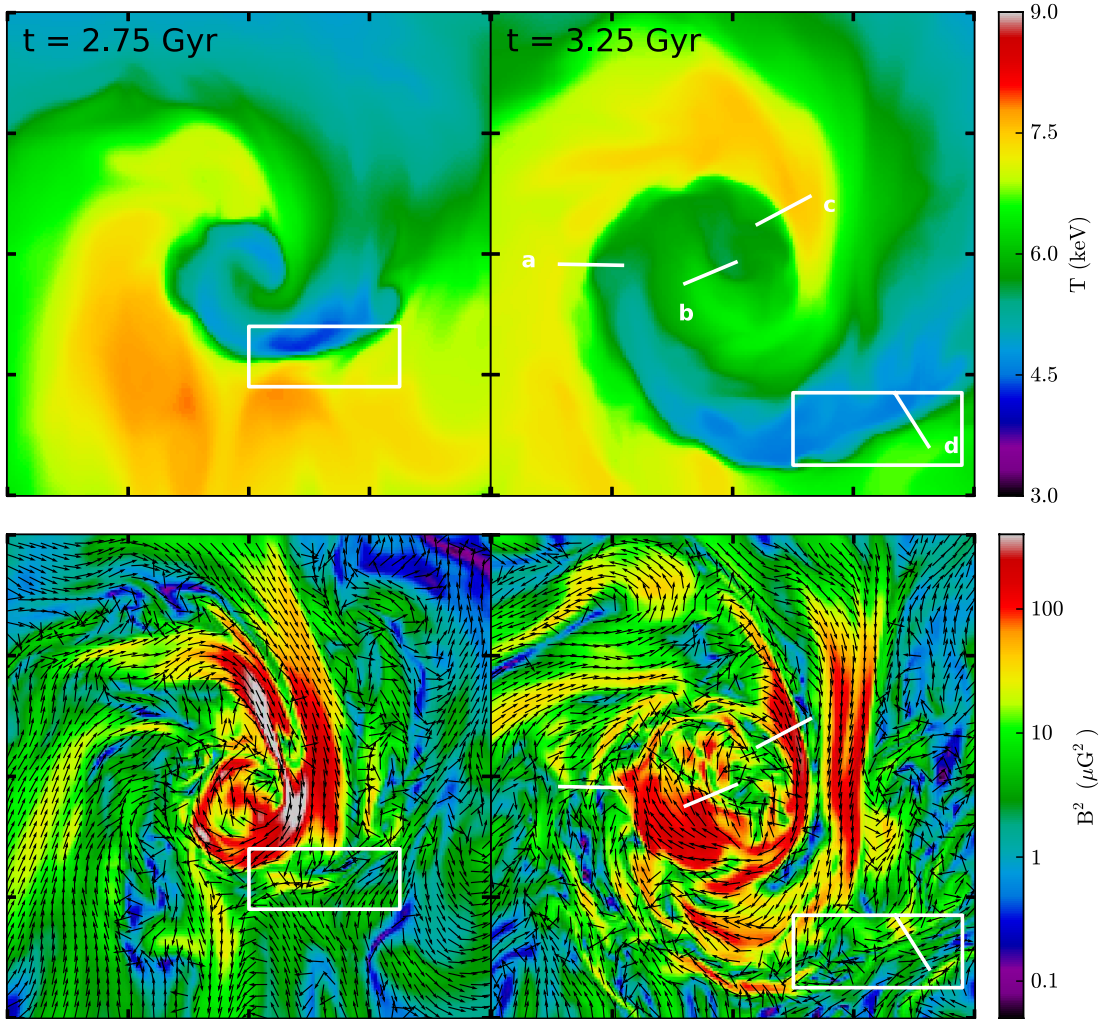 t = 2.75 Gyr
t = 3.25 Gyr
a
b
c
d
9.0
7.5
6.0
4.5
3.0
T (keV)
100
10
1
0.1
B² (μG²)